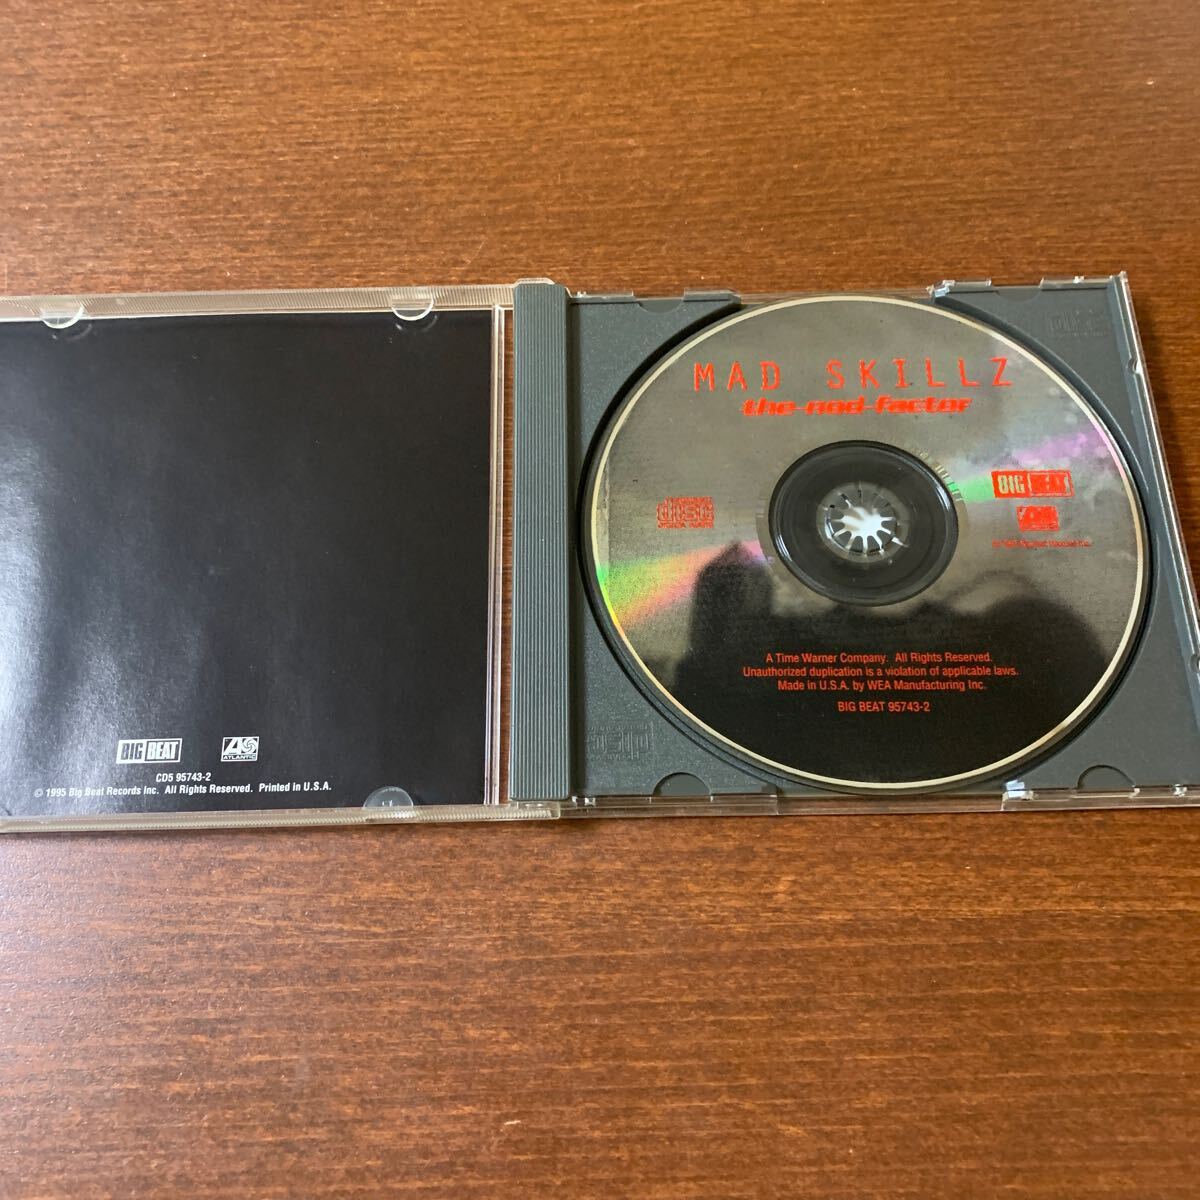 BIG BEAT
ATLANTIC
CD5 95743-2
© 1995 Big Beat Records Inc. All Rights Reserved. Printed in U.S.A.
MAD SKILLZ
the nod factor
BIG BEAT
disc
A Time Warner Company. All Rights Reserved.
Unauthorized duplication is a violation of applicable laws.
Made in U.S.A. by WEA Manufacturing Inc.
BIG BEAT 95743-2